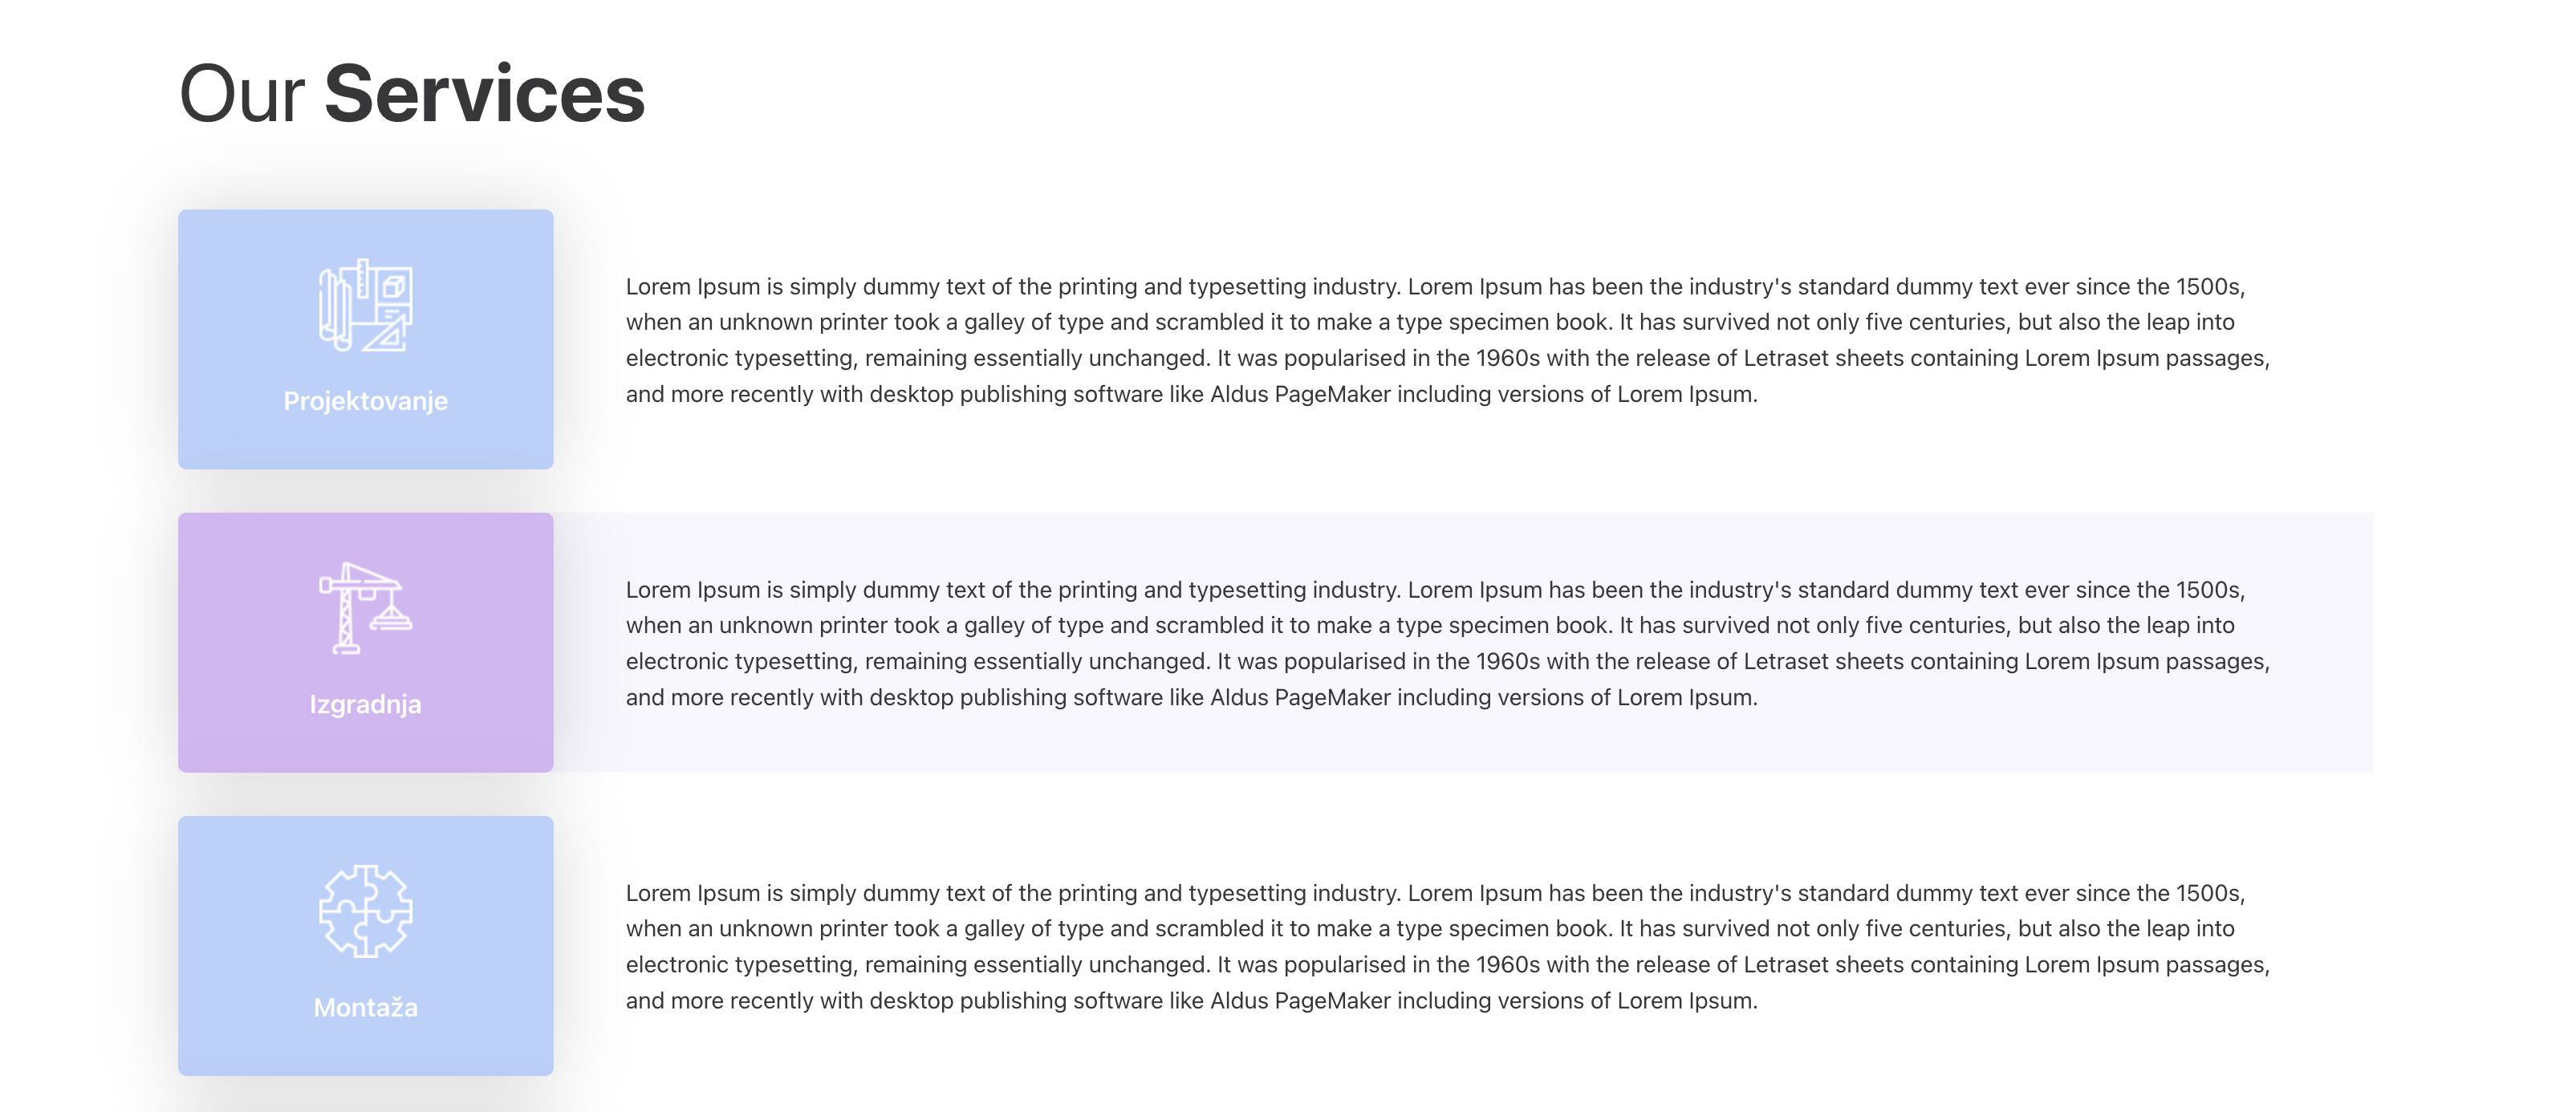 Our Services
Projektovanje
Lorem Ipsum is simply dummy text of the printing and typesetting industry. Lorem Ipsum has been the industry's standard dummy text ever since the 1500s,
when an unknown printer took a galley of type and scrambled it to make a type specimen book. It has survived not only five centuries, but also the leap into
electronic typesetting, remaining essentially unchanged. It was popularised in the 1960s with the release of Letraset sheets containing Lorem Ipsum passages,
and more recently with desktop publishing software like Aldus PageMaker including versions of Lorem Ipsum.
Izgradnja
Lorem Ipsum is simply dummy text of the printing and typesetting industry. Lorem Ipsum has been the industry's standard dummy text ever since the 1500s,
when an unknown printer took a galley of type and scrambled it to make a type specimen book. It has survived not only five centuries, but also the leap into
electronic typesetting, remaining essentially unchanged. It was popularised in the 1960s with the release of Letraset sheets containing Lorem Ipsum passages,
and more recently with desktop publishing software like Aldus PageMaker including versions of Lorem Ipsum.
Montaža
Lorem Ipsum is simply dummy text of the printing and typesetting industry. Lorem Ipsum has been the industry's standard dummy text ever since the 1500s,
when an unknown printer took a galley of type and scrambled it to make a type specimen book. It has survived not only five centuries, but also the leap into
electronic typesetting, remaining essentially unchanged. It was popularised in the 1960s with the release of Letraset sheets containing Lorem Ipsum passages,
and more recently with desktop publishing software like Aldus PageMaker including versions of Lorem Ipsum.